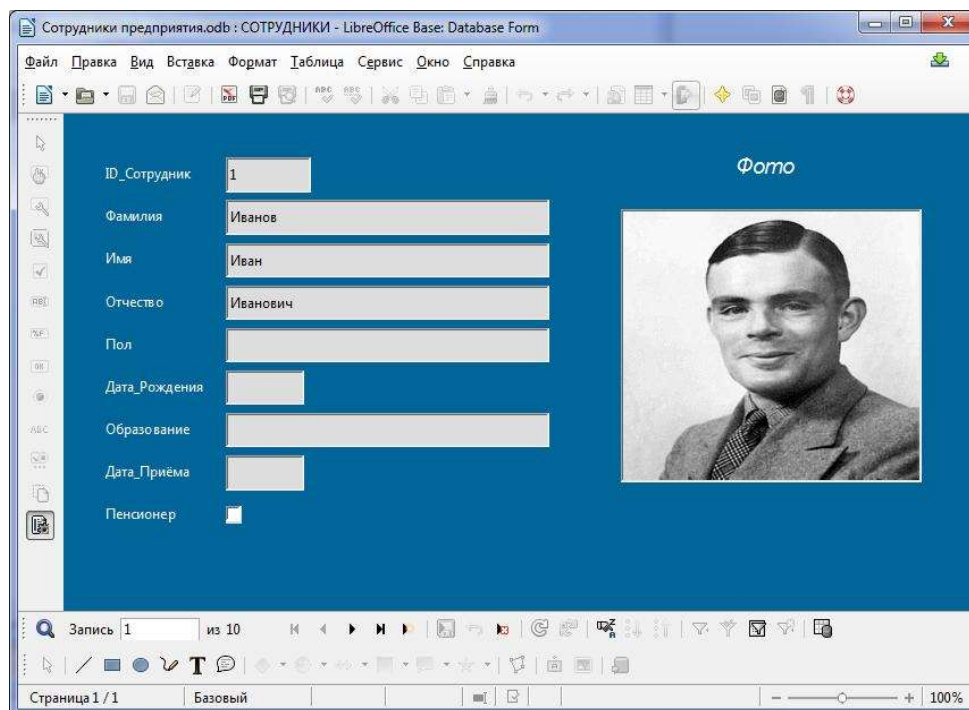 Сотрудники предприятия.odb : СОТРУДНИКИ - LibreOffice Base: Database Form
Файл Правка Вид Вставка Формат Таблица Сервис Окно Справка
ID_Сотрудник 1
Фамилия Иванов
Имя Иван
Отчество Иванович
Пол
Дата_Рождения
Образование
Дата_Приёма
Пенсионер
Фото
Запись 1 из 10
Страница 1 / 1 Базовый 100%